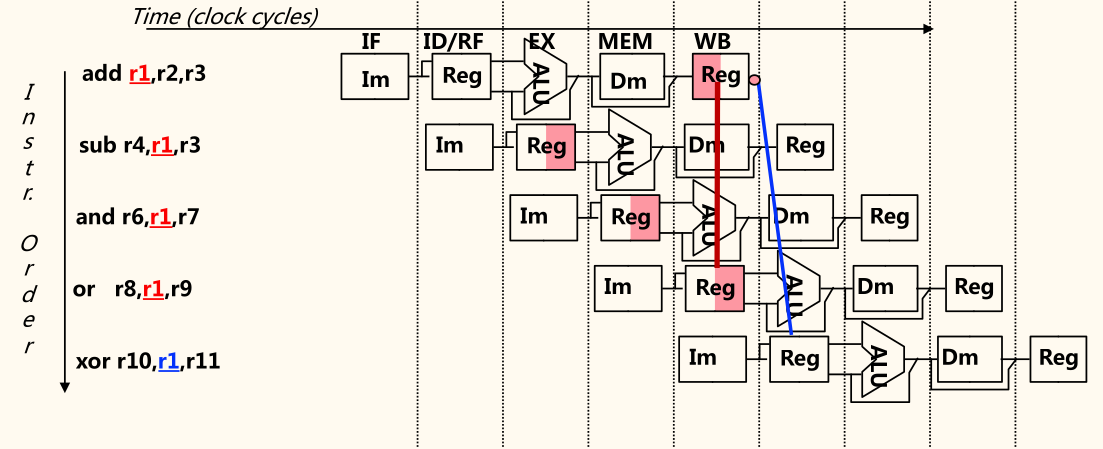 Time (clock cycles)
IF ID/RF EX MEM WB
Instr. Order
add r1,r2,r3 Im Reg ALU Dm Reg
sub r4,r1,r3 Im Reg ALU Dm Reg
and r6,r1,r7 Im Reg ALU Dm Reg
or r8,r1,r9 Im Reg ALU Dm Reg
xor r10,r1,r11 Im Reg ALU Dm Reg